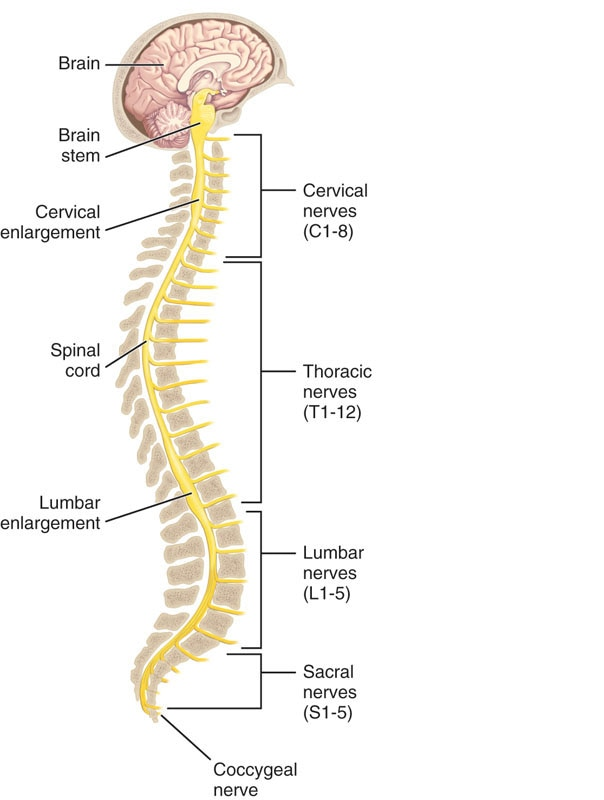 Brain
Brain
stem
Cervical
enlargement
Spinal
cord
Lumbar
enlargement
Cervical
nerves
(C1-8)
Thoracic
nerves
(T1-12)
Lumbar
nerves
(L1-5)
Sacral
nerves
(S1-5)
Coccygeal
nerve